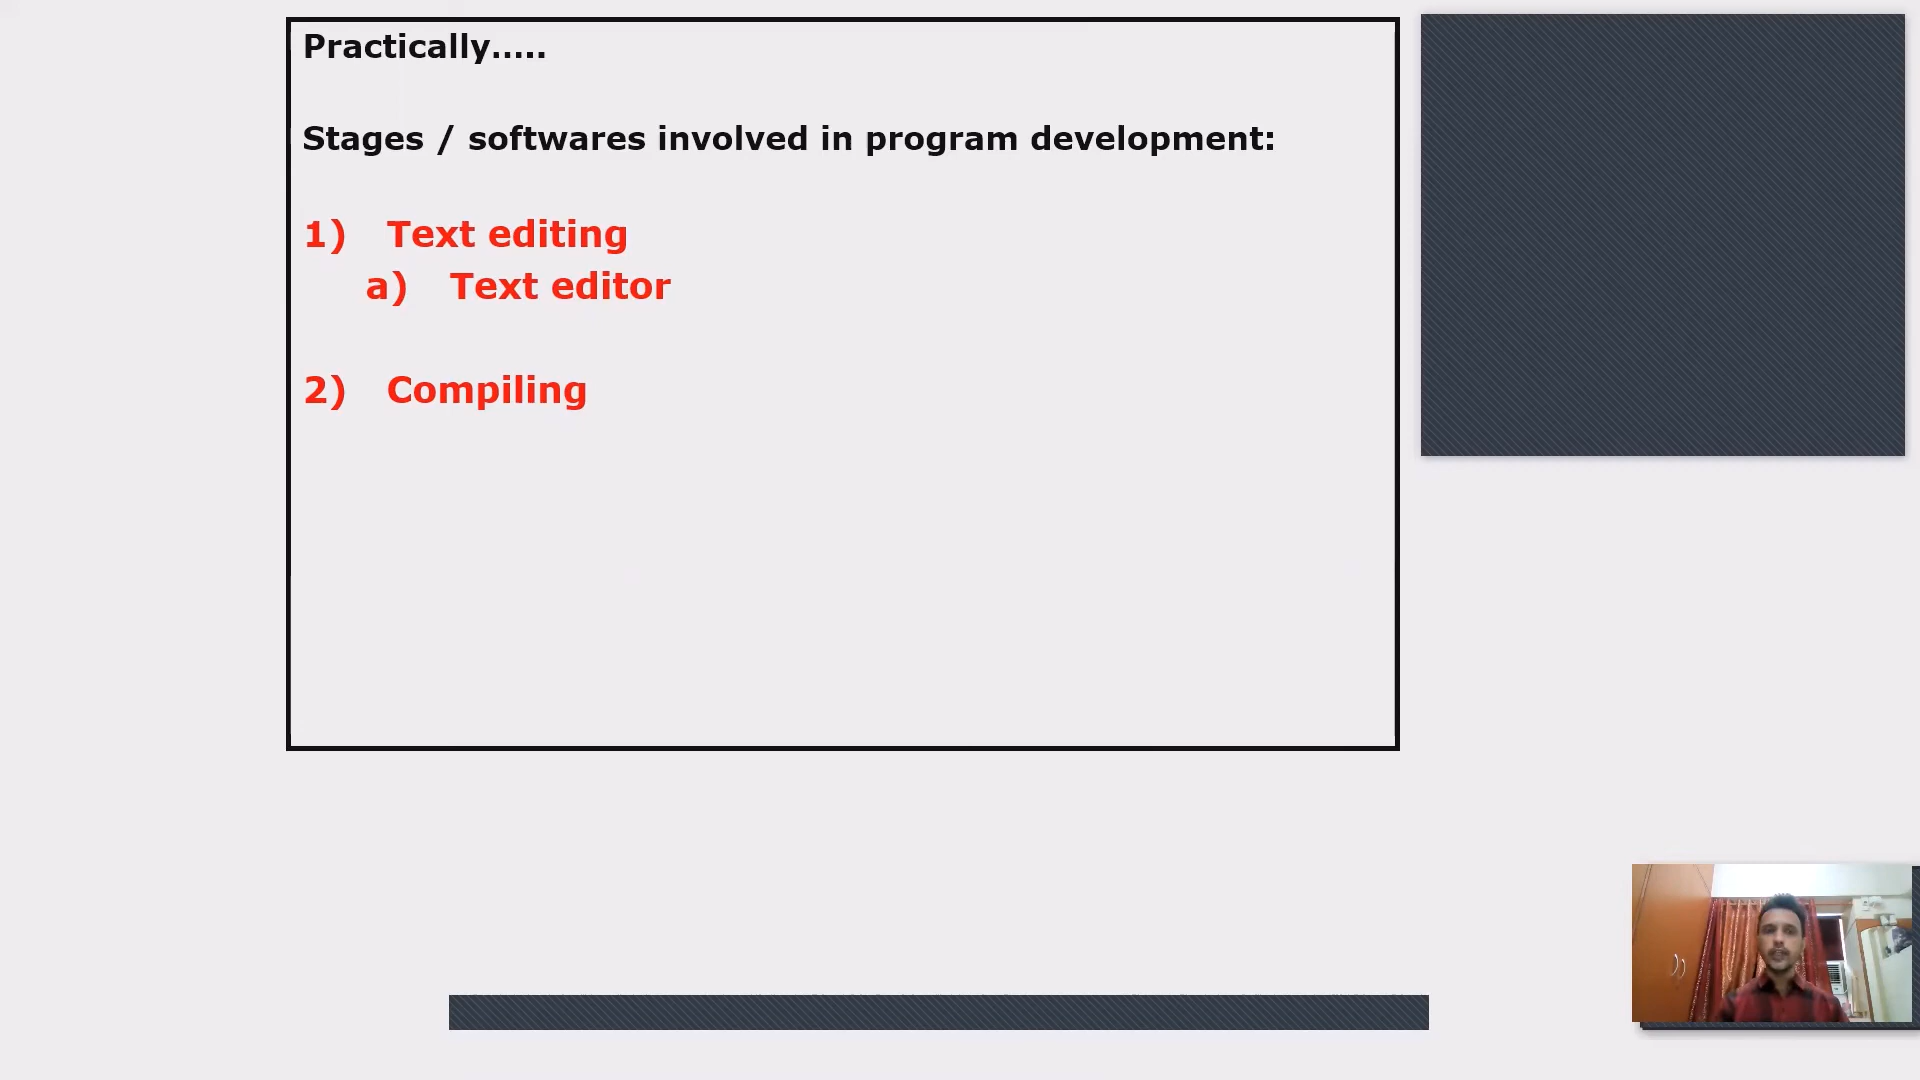 Practically.....
Stages / softwares involved in program development:
1) Text editing
a) Text editor
2) Compiling